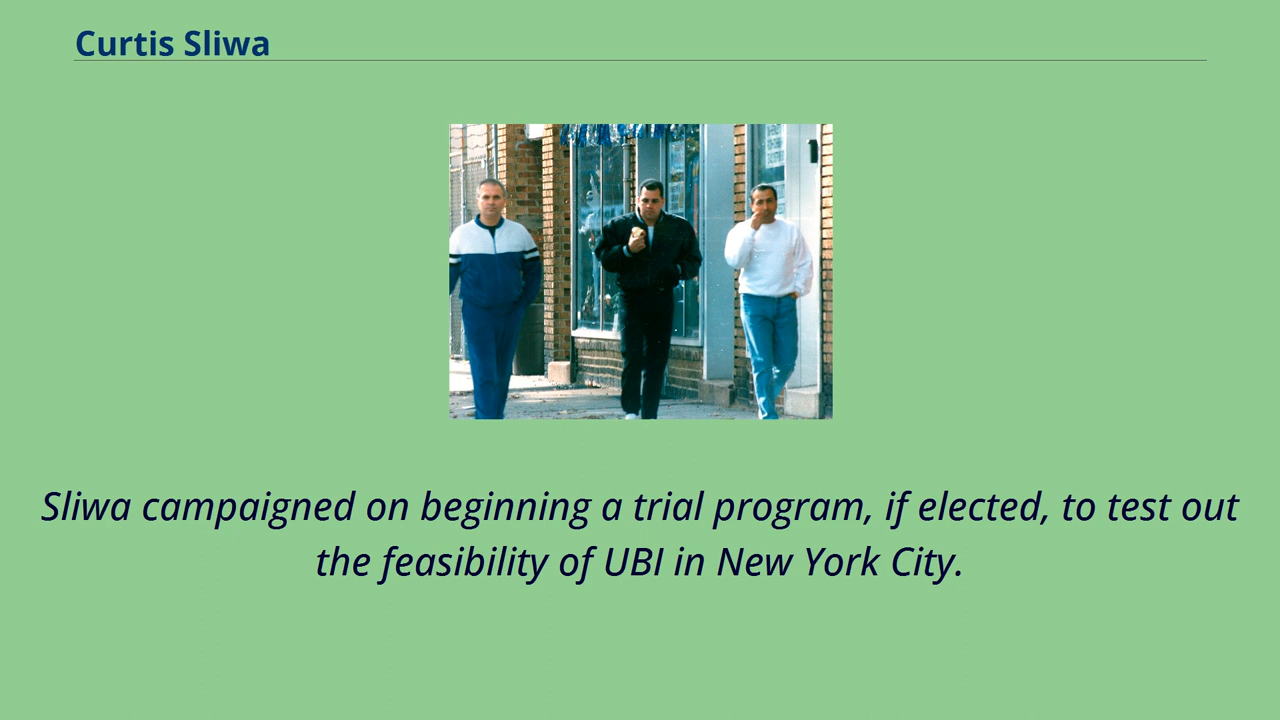 Curtis Sliwa
Sliwa campaigned on beginning a trial program, if elected, to test out
the feasibility of UBI in New York City.